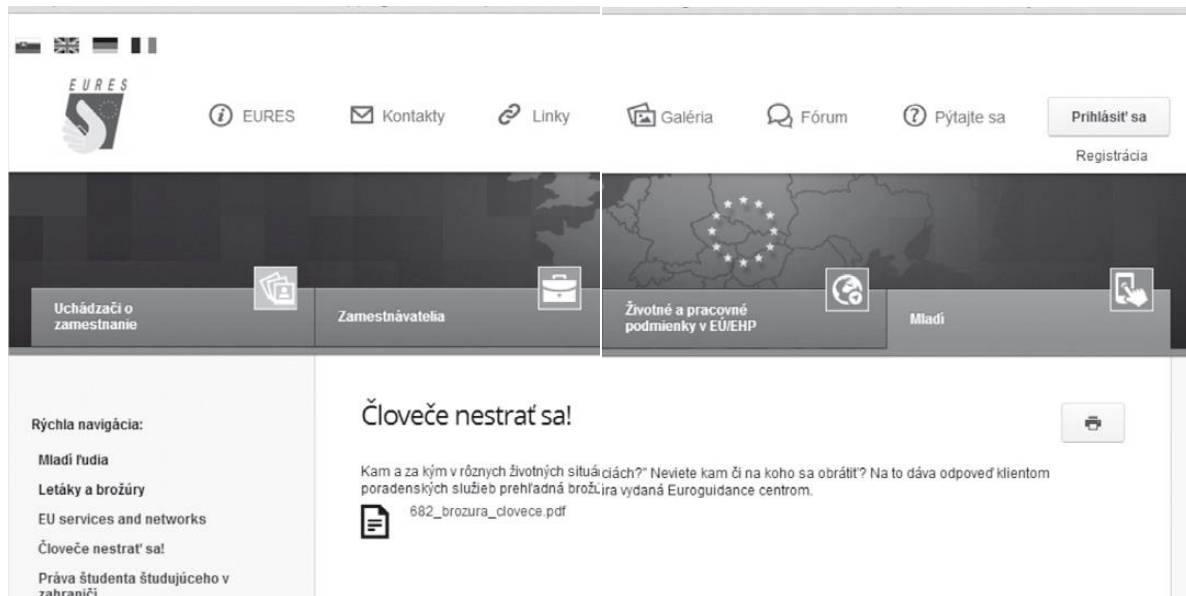 EURES
EURES
Kontakty
Linky
Galéria
Fórum
Pýtajte sa
Prihlásiť sa
Registrácia
Uchádzači o
zamestnanie
Zamestnávatelia
Životné a pracovné
podmienky v EÚ/EHP
Mladí
Rýchla navigácia:
Mladí ľudia
Letáky a brožúry
EU services and networks
Človeče nestrať sa!
Práva študenta študujúceho v
zahraničí
Človeče nestrať sa!
Kam a za kým v rôznych životných situáciách?" Neviete kam či na koho sa obrátiť? Na to dáva odpoveď klientom
poradenských služieb prehľadná brožúra vydaná Euroguidance centrom.
682_brozura_clovece.pdf